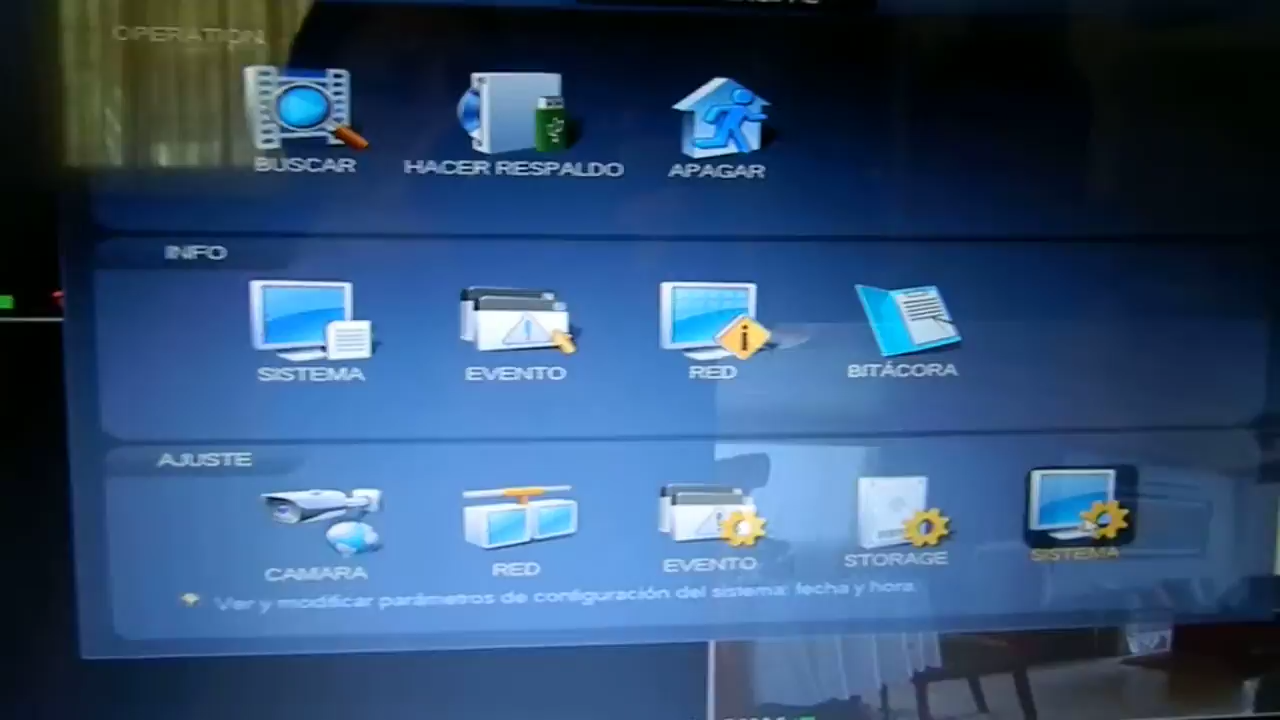 OPERATION
BUSCAR HACER RESPALDO APAGAR
INFO
SISTEMA EVENTO RED BITÁCORA
AJUSTE
CAMARA RED EVENTO STORAGE SISTEMA
Ver y modificar parámetros de configuración del sistema: fecha y hora.